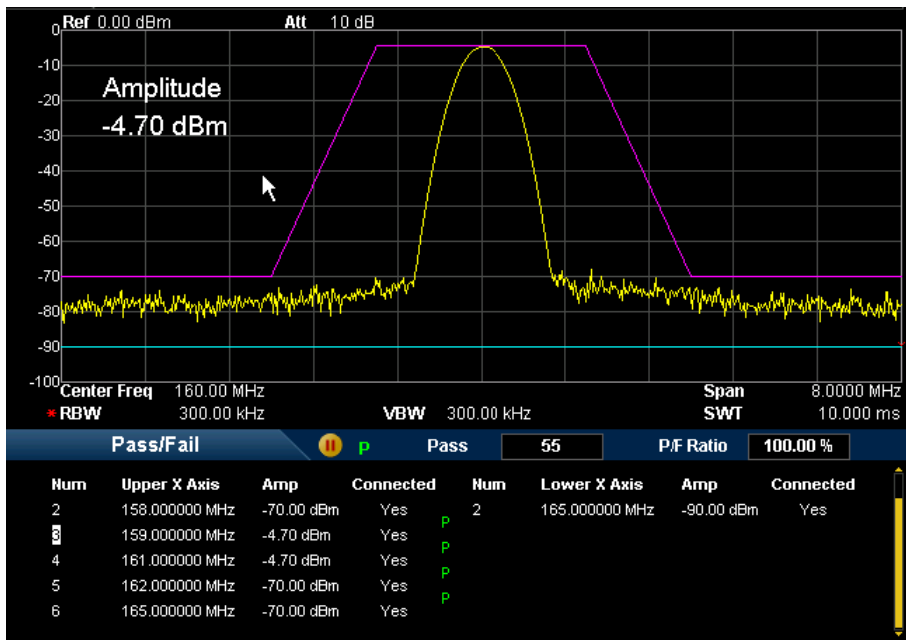 Ref 0.00 dBm Att 10 dB
0
-10
Amplitude
-20
-4.70 dBm
-30
-40
-50
-60
-70
-80
-90
-100
Center Freq 160.00 MHz Span 8.0000 MHz
*RBW 300.00 kHz VBW 300.00 kHz SWT 10.000 ms
Pass/Fail P Pass 55 P/F Ratio 100.00 %
Num Upper X Axis Amp Connected Num Lower X Axis Amp Connected
2 158.000000 MHz -70.00 dBm Yes 2 165.000000 MHz -90.00 dBm Yes
P
3 159.000000 MHz -4.70 dBm Yes
P
4 161.000000 MHz -4.70 dBm Yes
P
5 162.000000 MHz -70.00 dBm Yes
P
6 165.000000 MHz -70.00 dBm Yes